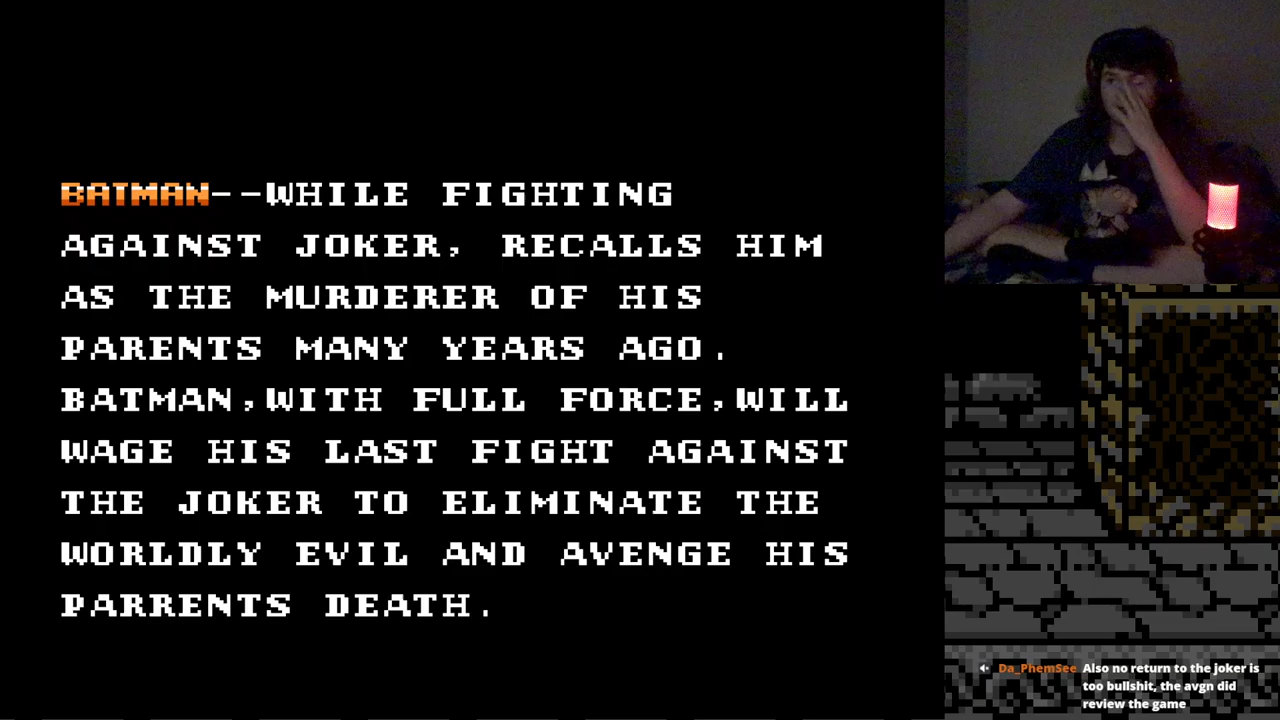 BATMAN--WHILE FIGHTING
AGAINST JOKER, RECALLS HIM
AS THE MURDERER OF HIS
PARENTS MANY YEARS AGO.
BATMAN,WITH FULL FORCE,WILL
WAGE HIS LAST FIGHT AGAINST
THE JOKER TO ELIMINATE THE
WORLDLY EVIL AND AVENGE HIS
PARRENTS DEATH.
Da_PhemSee Also no return to the joker is
too bullshit, the avgn did
review the game